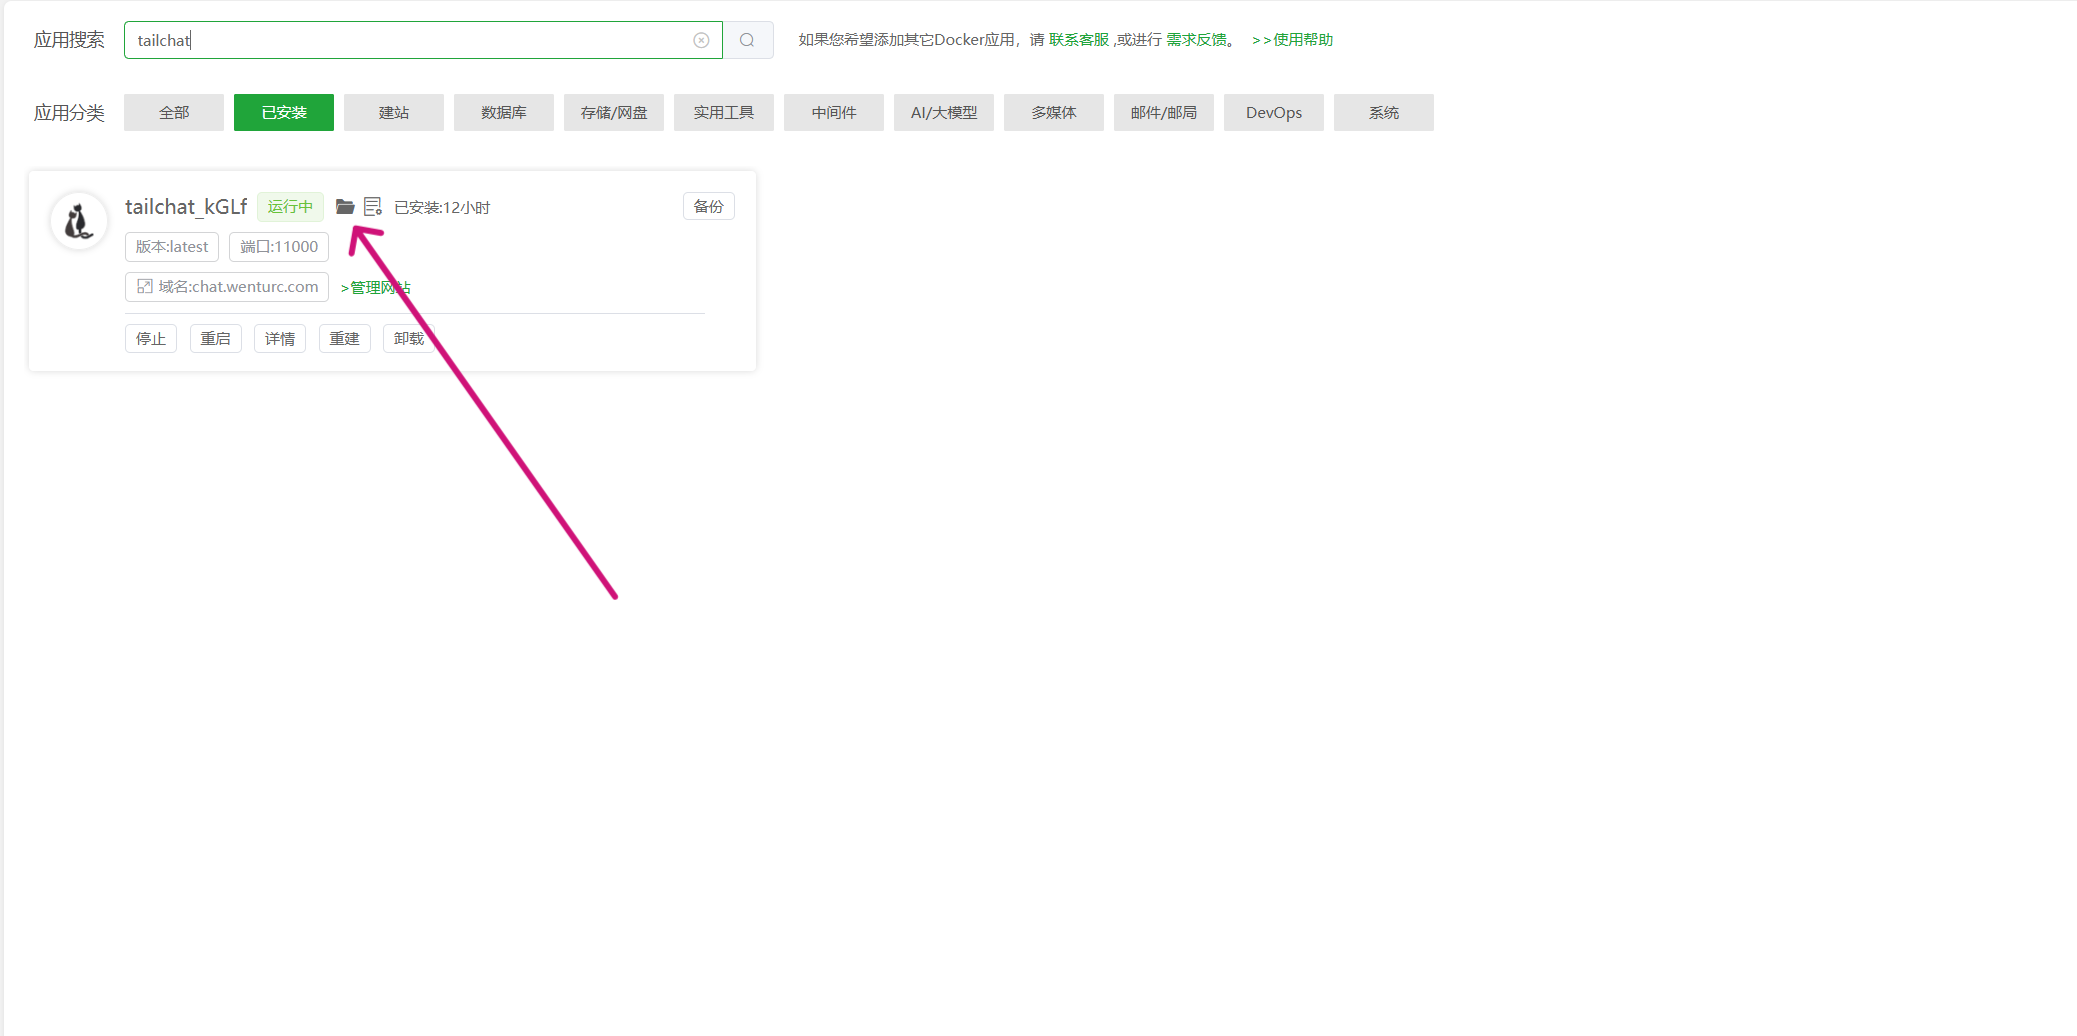 应用搜索 tailchat 如果您希望添加其它Docker应用，请 联系客服 ,或进行 需求反馈。 >>使用帮助
应用分类 全部 已安装 建站 数据库 存储/网盘 实用工具 中间件 AI/大模型 多媒体 邮件/邮局 DevOps 系统
tailchat_kGLf 运行中 已安装:12小时 备份
版本:latest 端口:11000
域名:chat.wenturc.com >管理网站
停止 重启 详情 重建 卸载